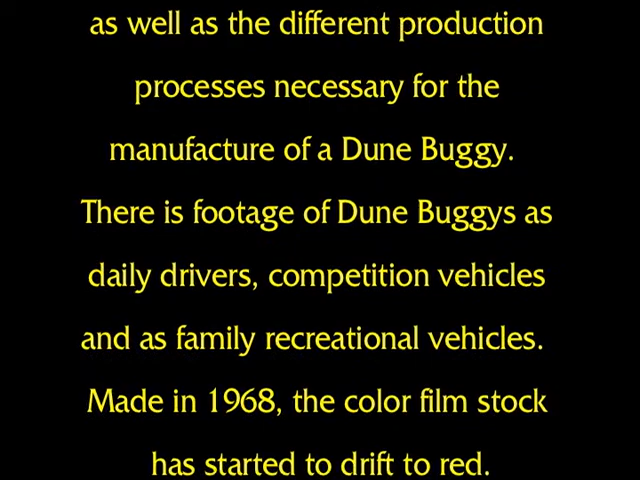 as well as the different production
processes necessary for the
manufacture of a Dune Buggy.
There is footage of Dune Buggys as
daily drivers, competition vehicles
and as family recreational vehicles.
Made in 1968, the color film stock
has started to drift to red.